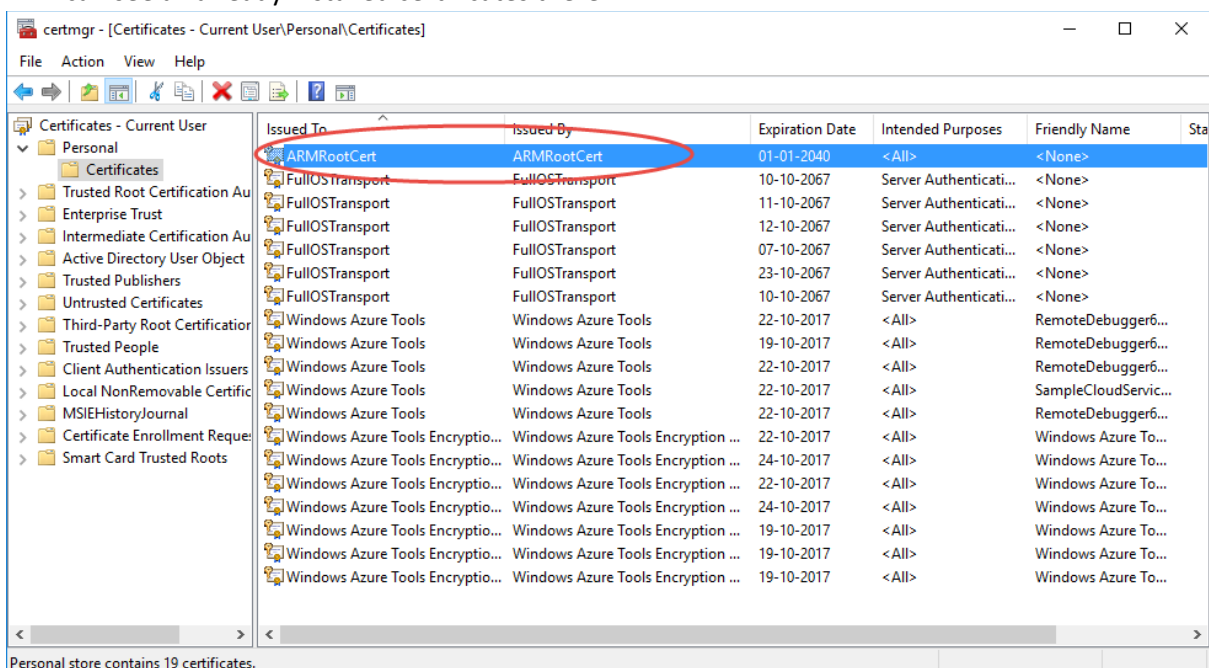 certmgr - [Certificates - Current User\Personal\Certificates]
File Action View Help
Certificates - Current User
Personal
Certificates
Trusted Root Certification Au
Enterprise Trust
Intermediate Certification Au
Active Directory User Object
Trusted Publishers
Untrusted Certificates
Third-Party Root Certification
Trusted People
Client Authentication Issuers
Local NonRemovable Certific
MSIEHistoryJournal
Certificate Enrollment Reques
Smart Card Trusted Roots
Issued To Issued By Expiration Date Intended Purposes Friendly Name Sta
ARMRootCert ARMRootCert 01-01-2040 <All> <None>
FullOSTransport FullOSTransport 10-10-2067 Server Authenticati... <None>
FullOSTransport FullOSTransport 11-10-2067 Server Authenticati... <None>
FullOSTransport FullOSTransport 12-10-2067 Server Authenticati... <None>
FullOSTransport FullOSTransport 07-10-2067 Server Authenticati... <None>
FullOSTransport FullOSTransport 23-10-2067 Server Authenticati... <None>
FullOSTransport FullOSTransport 10-10-2067 Server Authenticati... <None>
Windows Azure Tools Windows Azure Tools 22-10-2017 <All> RemoteDebugger6...
Windows Azure Tools Windows Azure Tools 19-10-2017 <All> RemoteDebugger6...
Windows Azure Tools Windows Azure Tools 22-10-2017 <All> RemoteDebugger6...
Windows Azure Tools Windows Azure Tools 22-10-2017 <All> SampleCloudServic...
Windows Azure Tools Windows Azure Tools 22-10-2017 <All> RemoteDebugger6...
Windows Azure Tools Encryptio... Windows Azure Tools Encryption ... 22-10-2017 <All> Windows Azure To...
Windows Azure Tools Encryptio... Windows Azure Tools Encryption ... 24-10-2017 <All> Windows Azure To...
Windows Azure Tools Encryptio... Windows Azure Tools Encryption ... 22-10-2017 <All> Windows Azure To...
Windows Azure Tools Encryptio... Windows Azure Tools Encryption ... 24-10-2017 <All> Windows Azure To...
Windows Azure Tools Encryptio... Windows Azure Tools Encryption ... 19-10-2017 <All> Windows Azure To...
Windows Azure Tools Encryptio... Windows Azure Tools Encryption ... 19-10-2017 <All> Windows Azure To...
Windows Azure Tools Encryptio... Windows Azure Tools Encryption ... 19-10-2017 <All> Windows Azure To...
Personal store contains 19 certificates.